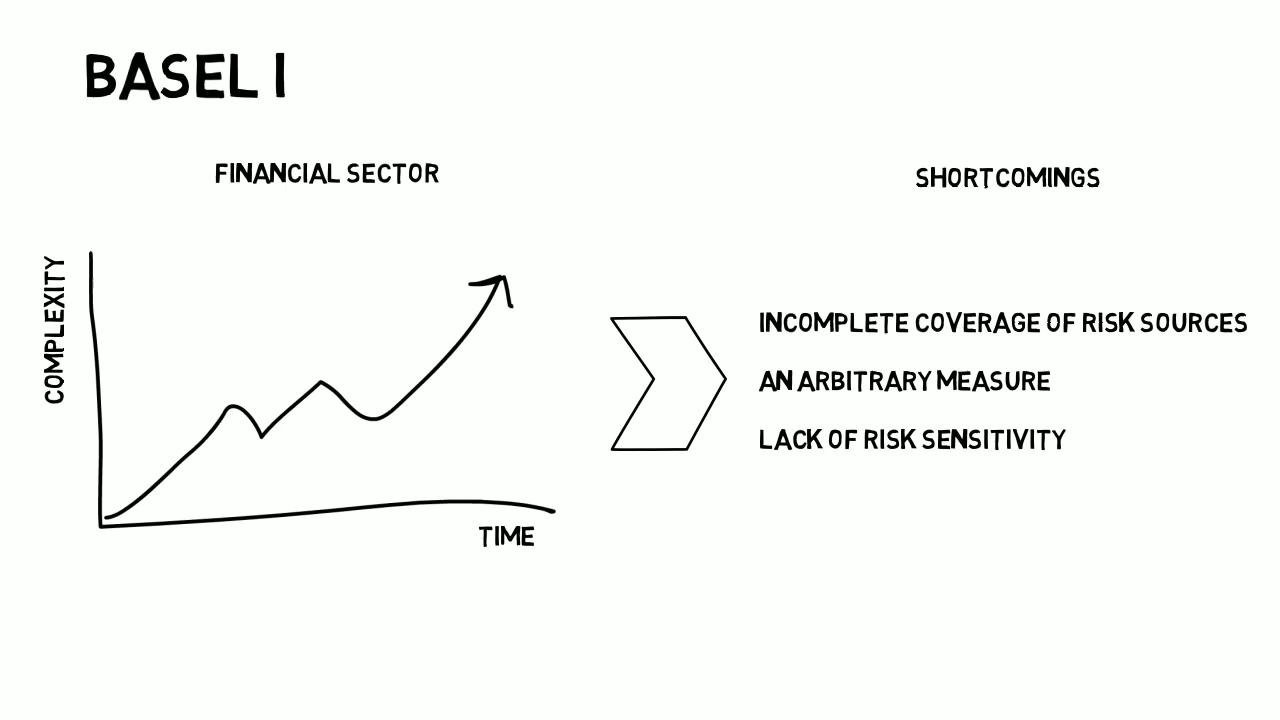 BASEL I
FINANCIAL SECTOR
COMPLEXITY
TIME
SHORTCOMINGS
INCOMPLETE COVERAGE OF RISK SOURCES
AN ARBITRARY MEASURE
LACK OF RISK SENSITIVITY